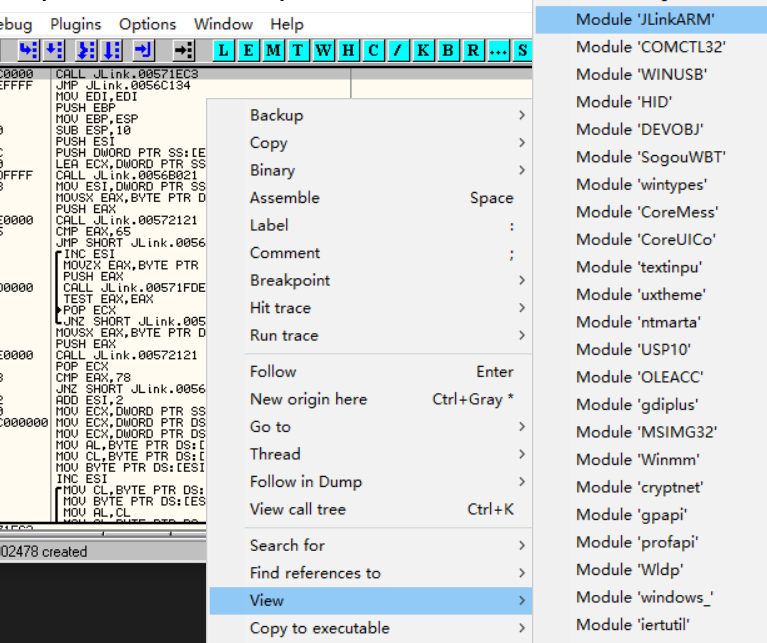 ebug Plugins Options Window Help
L E M T W H C / K B R ... S
C0000 CALL JLink.00571EC3
EFFFF JMP JLink.0056C134
MOV EDI,EDI
PUSH EBP
MOV EBP,ESP
SUB ESP,10
PUSH ESI
PUSH DWORD PTR SS:[E
LEA ECX,DWORD PTR SS
0FFFF CALL JLink.0056B021
MOV ESI,DWORD PTR SS
MOVSX EAX,BYTE PTR D
PUSH EAX
E0000 CALL JLink.00572121
CMP EAX,65
JMP SHORT JLink.0056
INC ESI
MOVZX EAX,BYTE PTR
PUSH EAX
00000 CALL JLink.00571FDE
TEST EAX,EAX
POP ECX
JNZ SHORT JLink.005
MOVSX EAX,BYTE PTR D
PUSH EAX
E0000 CALL JLink.00572121
POP ECX
CMP EAX,78
JNZ SHORT JLink.0056
ADD ESI,2
MOV ECX,DWORD PTR SS
C000000 MOV ECX,DWORD PTR DS
MOV ECX,DWORD PTR DS
MOV AL,BYTE PTR DS:[
MOV CL,BYTE PTR DS:[
MOV BYTE PTR DS:[ESI
INC ESI
MOV CL,BYTE PTR DS:
MOV BYTE PTR DS:[ES
MOV AL,CL
02478 created
Backup
Copy
Binary
Assemble Space
Label :
Comment ;
Breakpoint
Hit trace
Run trace
Follow Enter
New origin here Ctrl+Gray *
Go to
Thread
Follow in Dump
View call tree Ctrl+K
Search for
Find references to
View
Copy to executable
Module 'JLinkARM'
Module 'COMCTL32'
Module 'WINUSB'
Module 'HID'
Module 'DEVOBJ'
Module 'SogouWBT'
Module 'wintypes'
Module 'CoreMess'
Module 'CoreUICo'
Module 'textinpu'
Module 'uxtheme'
Module 'ntmarta'
Module 'USP10'
Module 'OLEACC'
Module 'gdiplus'
Module 'MSIMG32'
Module 'Winmm'
Module 'cryptnet'
Module 'gpapi'
Module 'profapi'
Module 'Wldp'
Module 'windows_'
Module 'iertutil'